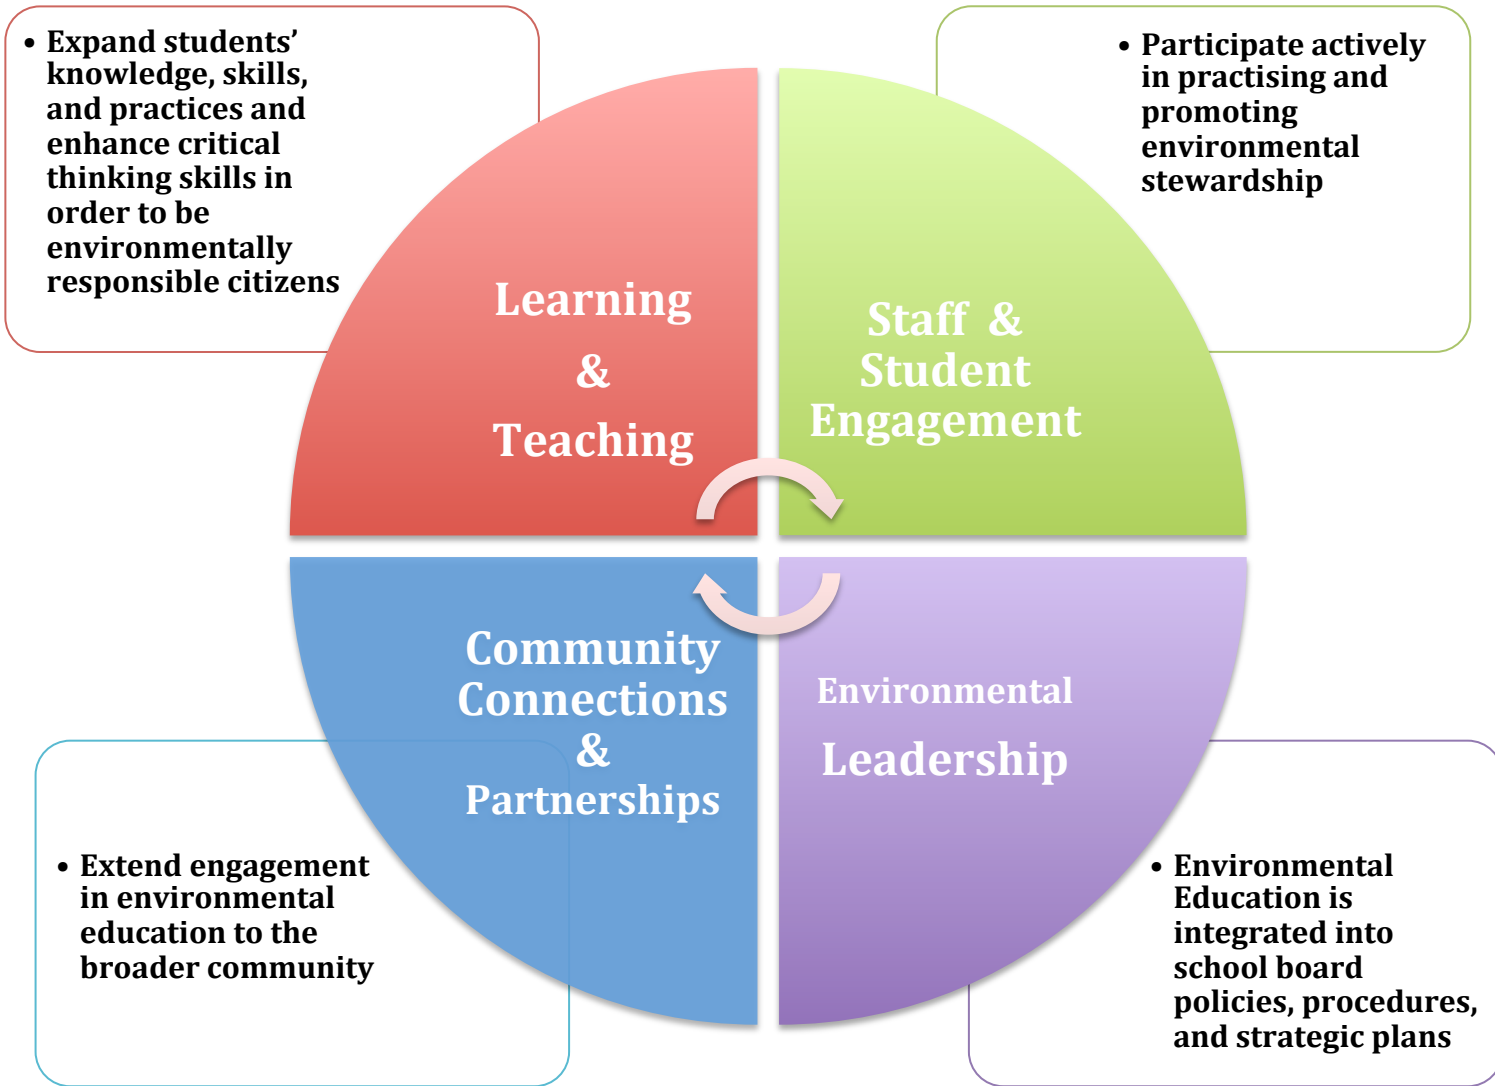 • Expand students’
knowledge, skills,
and practices and
enhance critical
thinking skills in
order to be
environmentally
responsible citizens
• Participate actively
in practising and
promoting
environmental
stewardship
Learning
&
Teaching
Staff &
Student
Engagement
Community
Connections
&
Partnerships
Environmental
Leadership
• Extend engagement
in environmental
education to the
broader community
• Environmental
Education is
integrated into
school board
policies, procedures,
and strategic plans